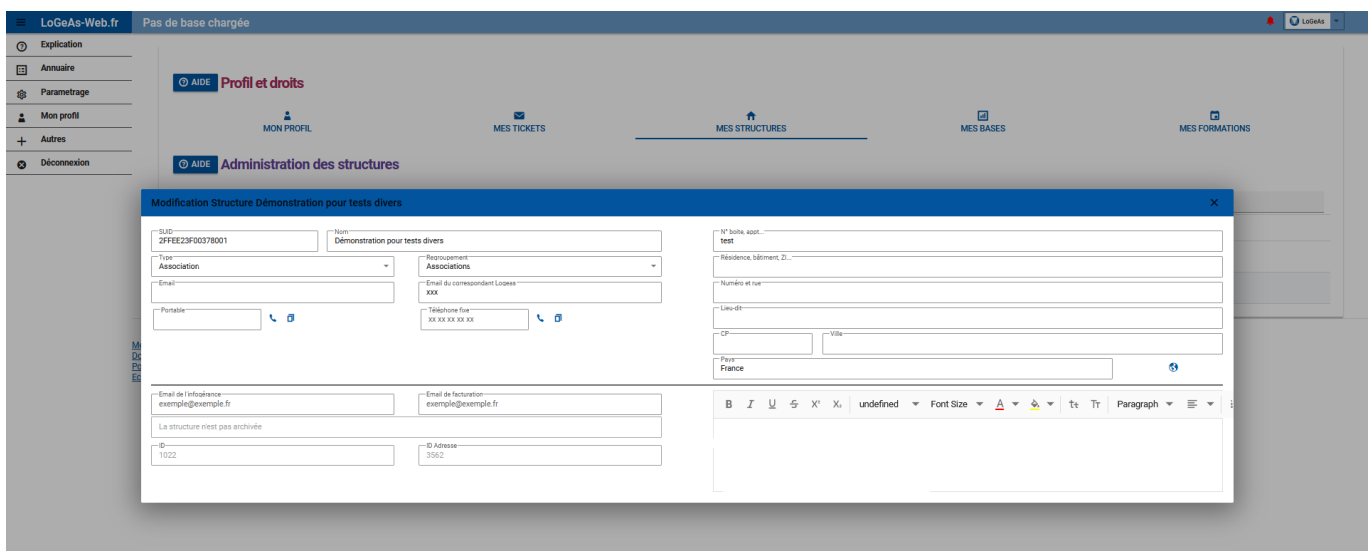 LoGeAs-Web.fr
Pas de base chargée
LoGeAs
Explication
Annuaire
Parametrage
Mon profil
Autres
Déconnexion
AIDE Profil et droits
MON PROFIL
MES TICKETS
MES STRUCTURES
MES BASES
MES FORMATIONS
AIDE Administration des structures
Modification Structure Démonstration pour tests divers
SUID
2FFEE23F00378001
Nom
Démonstration pour tests divers
Type
Association
Regroupement
Associations
Email
Email du correspondant Logeas
xxx
Portable
Téléphone fixe
xx xx xx xx xx
N° boite, appt...
test
Résidence, bâtiment, ZI...
Numéro et rue
Lieu-dit
CP
Ville
Pays
France
Email de l'infogérance
exemple@exemple.fr
Email de facturation
exemple@exemple.fr
La structure n'est pas archivée
ID
1022
ID Adresse
3562
B I U S X² X₂ undefined Font Size A Tt Tт Paragraph